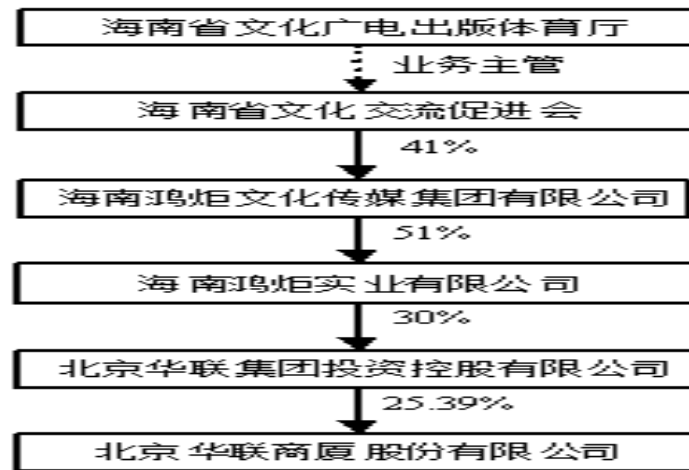 海南省文化广电出版体育厅
业务主管
海南省文化交流促进会
41%
海南鸿炬文化传媒集团有限公司
51%
海南鸿炬实业有限公司
30%
北京华联集团投资控股有限公司
25.39%
北京华联商厦股份有限公司